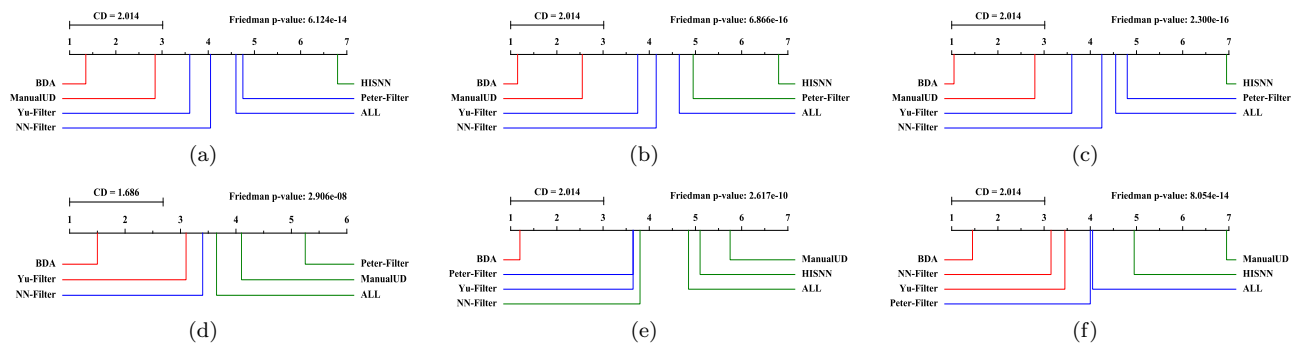 CD = 2.014 Friedman p-value: 6.124e-14
1 2 3 4 5 6 7
BDA HISNN
ManualUD Peter-Filter
Yu-Filter ALL
NN-Filter
(a)
CD = 2.014 Friedman p-value: 6.866e-16
1 2 3 4 5 6 7
BDA HISNN
ManualUD Peter-Filter
Yu-Filter ALL
NN-Filter
(b)
CD = 2.014 Friedman p-value: 2.300e-16
1 2 3 4 5 6 7
BDA HISNN
ManualUD Peter-Filter
Yu-Filter ALL
NN-Filter
(c)
CD = 1.686 Friedman p-value: 2.906e-08
1 2 3 4 5 6
BDA Peter-Filter
Yu-Filter ManualUD
NN-Filter ALL
(d)
CD = 2.014 Friedman p-value: 2.617e-10
1 2 3 4 5 6 7
BDA ManualUD
Peter-Filter HISNN
Yu-Filter ALL
NN-Filter
(e)
CD = 2.014 Friedman p-value: 8.054e-14
1 2 3 4 5 6 7
BDA ManualUD
NN-Filter HISNN
Yu-Filter ALL
Peter-Filter
(f)